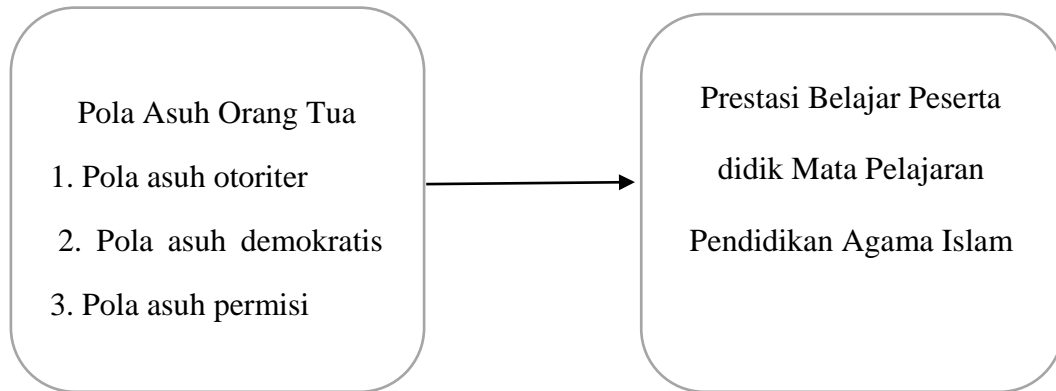 Pola Asuh Orang Tua
1. Pola asuh otoriter
2. Pola asuh demokratis
3. Pola asuh permisi
Prestasi Belajar Peserta
didik Mata Pelajaran
Pendidikan Agama Islam